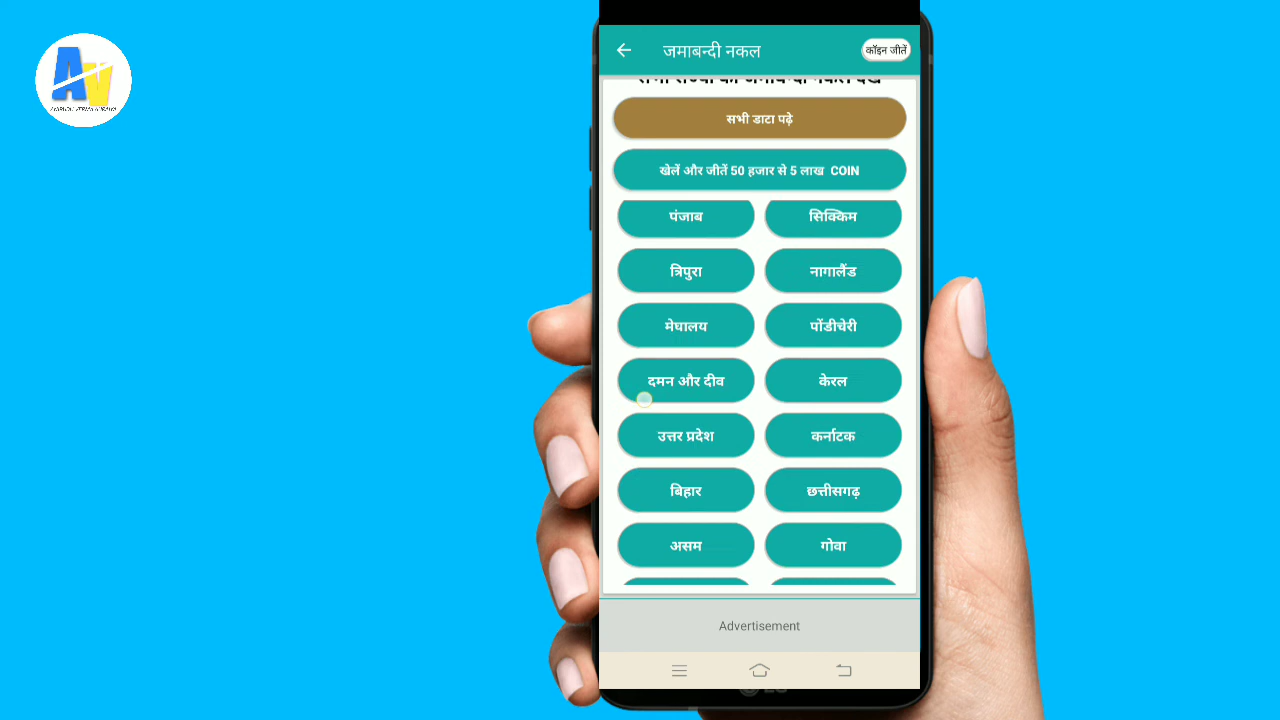 AV
जमाबन्दी नकल
कॉइन जीतें
सभी डाटा पढ़े
खेलें और जीतें 50 हजार से 5 लाख COIN
पंजाब सिक्किम
त्रिपुरा नागालैंड
मेघालय पोंडीचेरी
दमन और दीव केरल
उत्तर प्रदेश कर्नाटक
बिहार छत्तीसगढ़
असम गोवा
Advertisement